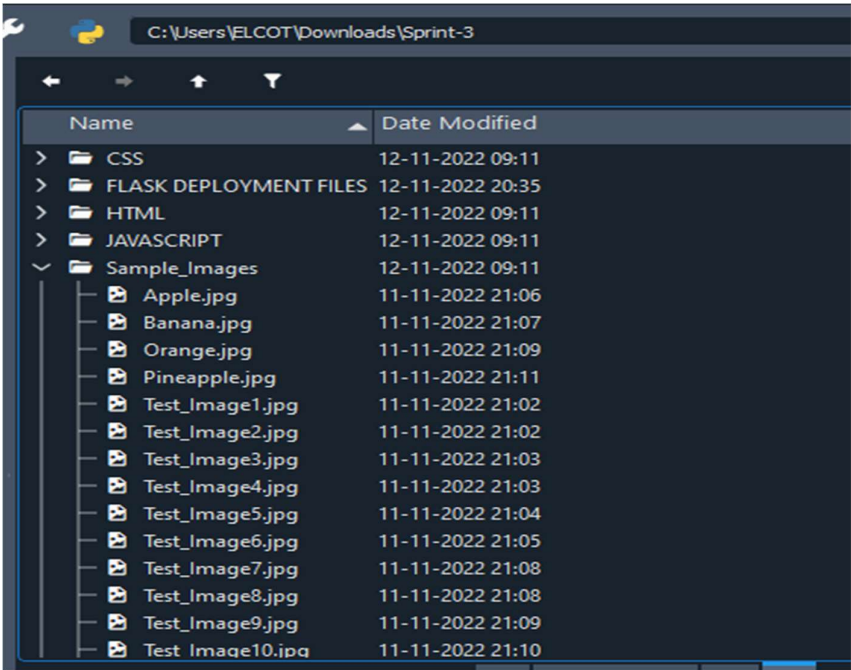 C:\Users\ELCOT\Downloads\Sprint-3
Name Date Modified
CSS 12-11-2022 09:11
FLASK DEPLOYMENT FILES 12-11-2022 20:35
HTML 12-11-2022 09:11
JAVASCRIPT 12-11-2022 09:11
Sample_Images 12-11-2022 09:11
Apple.jpg 11-11-2022 21:06
Banana.jpg 11-11-2022 21:07
Orange.jpg 11-11-2022 21:09
Pineapple.jpg 11-11-2022 21:11
Test_Image1.jpg 11-11-2022 21:02
Test_Image2.jpg 11-11-2022 21:02
Test_Image3.jpg 11-11-2022 21:03
Test_Image4.jpg 11-11-2022 21:03
Test_Image5.jpg 11-11-2022 21:04
Test_Image6.jpg 11-11-2022 21:05
Test_Image7.jpg 11-11-2022 21:08
Test_Image8.jpg 11-11-2022 21:08
Test_Image9.jpg 11-11-2022 21:09
Test_Image10.jpg 11-11-2022 21:10